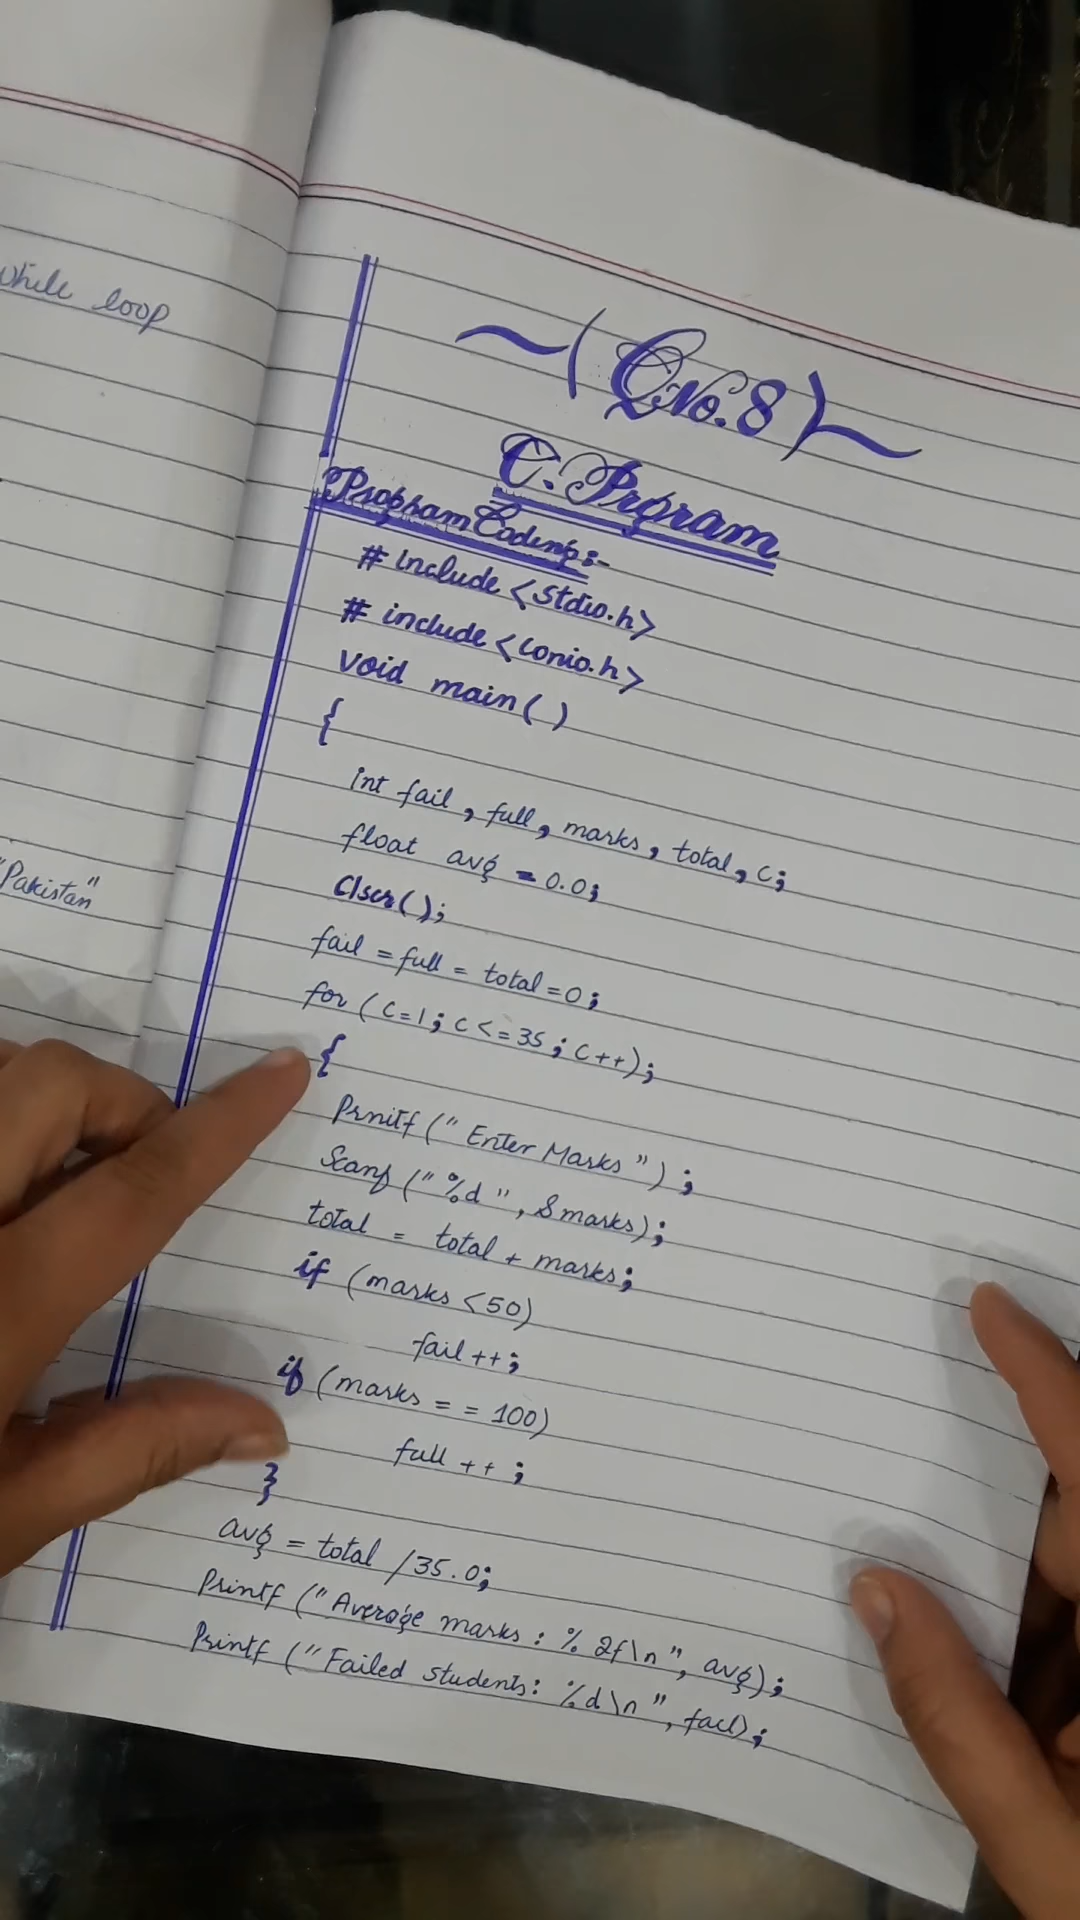 while loop
"Pakistan"
(Q No. 8)
C. Prgram
Program Coding:-
# include <stdio.h>
# include <conio.h>
void main( )
{
int fail, full, marks, total, c;
float avg = 0.0;
Clscr();
fail = full = total = 0;
for ( c=1; c <= 35; c++);
{
Prnitf (" Enter Marks ");
Scanf (" %d ", &marks);
total = total + marks;
if (marks < 50)
fail ++;
if (marks = = 100)
full ++ ;
}
avg = total /35.0;
Printf ("Average marks : % 2f\n", avg);
Printf ("Failed students: %d\n ", fail);